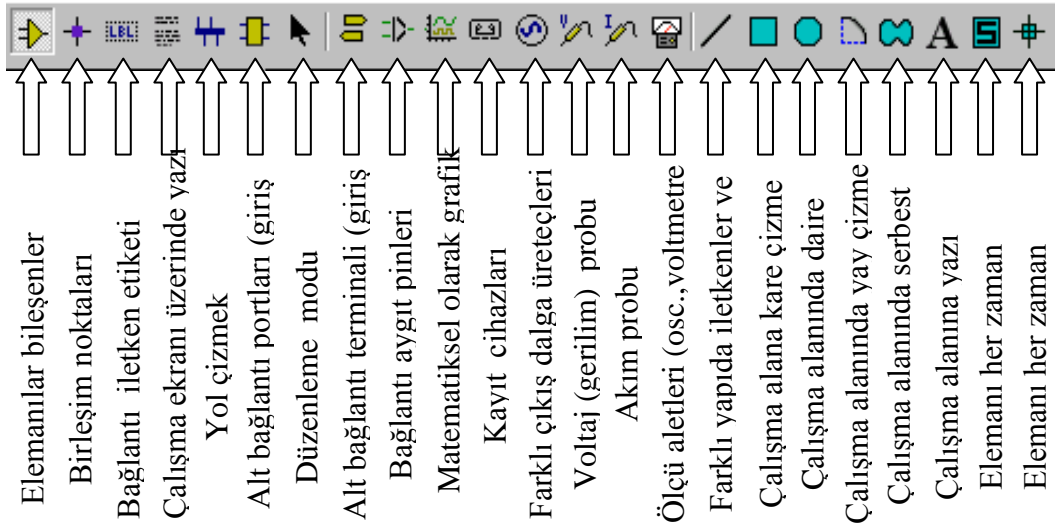 LBL
V
I
A
S
Elemanılar bileşenler
Birleşim noktaları
Bağlantı iletken etiketi
Çalışma ekranı üzerinde yazı
Yol çizmek
Alt bağlantı portları (giriş
Düzenleme modu
Alt bağlantı terminali (giriş
Bağlantı aygıt pinleri
Matematiksel olarak grafik
Kayıt cihazları
Farklı çıkış dalga üreteçleri
Voltaj (gerilim) probu
Akım probu
Ölçü aletleri (osc.,voltmetre
Farklı yapıda iletkenler ve
Çalışma alana kare çizme
Çalışma alanında daire
Çalışma alanında yay çizme
Çalışma alanında serbest
Çalışma alanına yazı
Elemanı her zaman
Elemanı her zaman